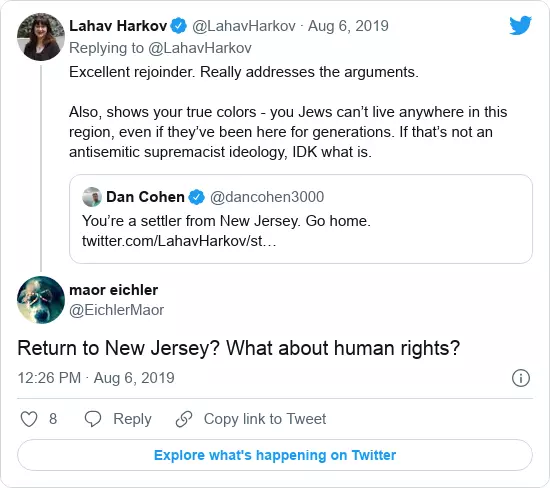 Lahav Harkov @LahavHarkov · Aug 6, 2019
Replying to @LahavHarkov
Excellent rejoinder. Really addresses the arguments.
Also, shows your true colors - you Jews can’t live anywhere in this
region, even if they’ve been here for generations. If that’s not an
antisemitic supremacist ideology, IDK what is.
Dan Cohen @dancohen3000
You’re a settler from New Jersey. Go home.
twitter.com/LahavHarkov/st…
maor eichler
@EichlerMaor
Return to New Jersey? What about human rights?
12:26 PM · Aug 6, 2019
8 Reply Copy link to Tweet
Explore what's happening on Twitter